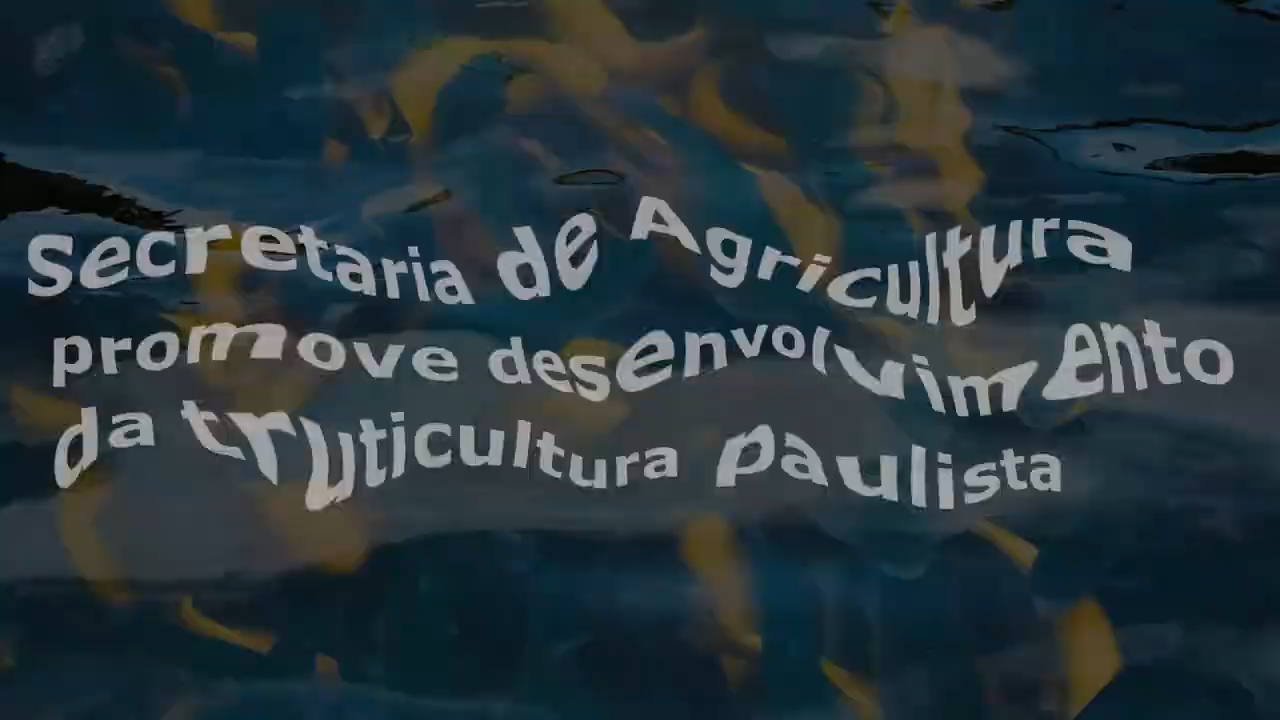 Secretaria de Agricultura
promove desenvolvimento
da truticultura paulista